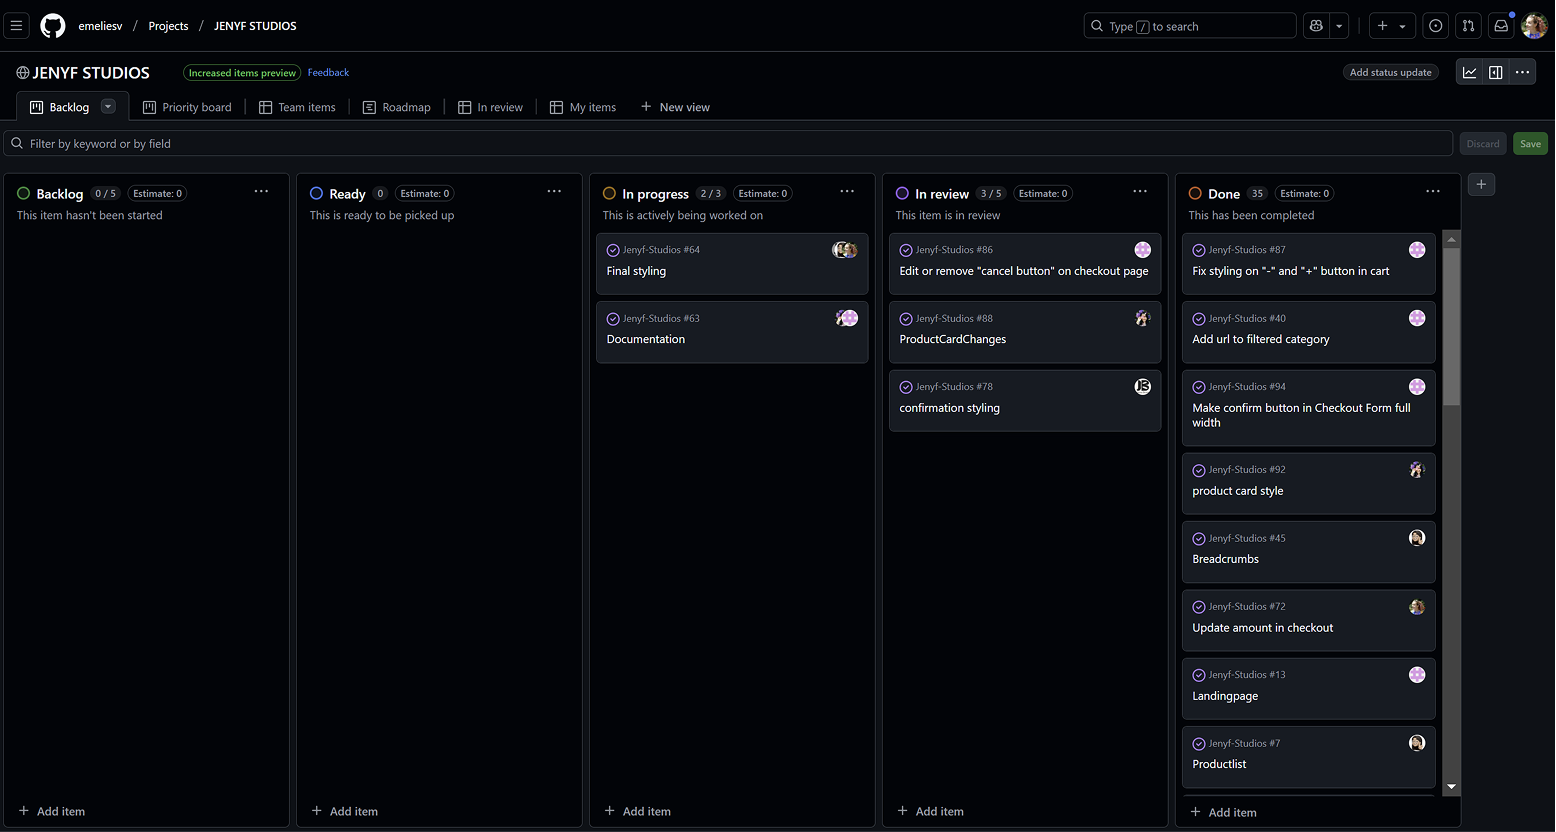 emeliesv / Projects / JENYF STUDIOS
Type / to search
JENYF STUDIOS
Increased items preview
Feedback
Add status update
Backlog
Priority board
Team items
Roadmap
In review
My items
New view
Filter by keyword or by field
Discard
Save
Backlog 0 / 5 Estimate: 0
This item hasn't been started
Add item
Ready 0 Estimate: 0
This is ready to be picked up
Add item
In progress 2 / 3 Estimate: 0
This is actively being worked on
Jenyf-Studios #64
Final styling
Jenyf-Studios #63
Documentation
Add item
In review 3 / 5 Estimate: 0
This item is in review
Jenyf-Studios #86
Edit or remove "cancel button" on checkout page
Jenyf-Studios #88
ProductCardChanges
Jenyf-Studios #78
confirmation styling
Add item
Done 35 Estimate: 0
This has been completed
Jenyf-Studios #87
Fix styling on "-" and "+" button in cart
Jenyf-Studios #40
Add url to filtered category
Jenyf-Studios #94
Make confirm button in Checkout Form full
width
Jenyf-Studios #92
product card style
Jenyf-Studios #45
Breadcrumbs
Jenyf-Studios #72
Update amount in checkout
Jenyf-Studios #13
Landingpage
Jenyf-Studios #7
Productlist
Add item